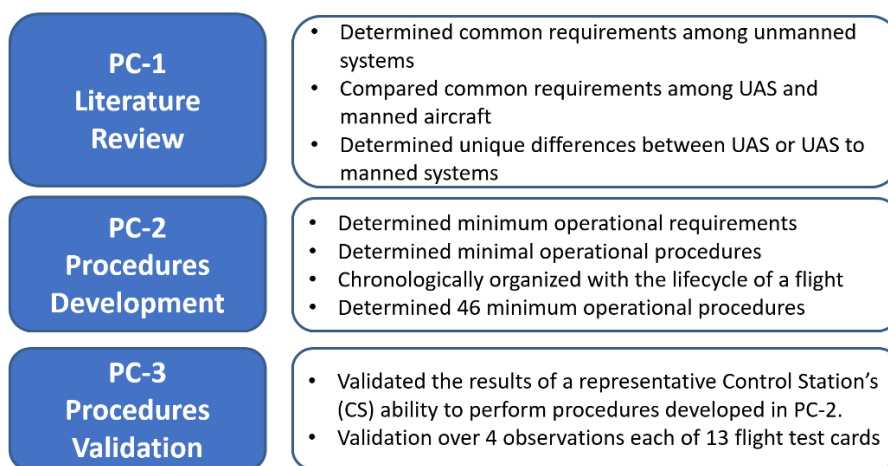 PC-1
Literature
Review
• Determined common requirements among unmanned
systems
• Compared common requirements among UAS and
manned aircraft
• Determined unique differences between UAS or UAS to
manned systems
PC-2
Procedures
Development
• Determined minimum operational requirements
• Determined minimal operational procedures
• Chronologically organized with the lifecycle of a flight
• Determined 46 minimum operational procedures
PC-3
Procedures
Validation
• Validated the results of a representative Control Station’s
(CS) ability to perform procedures developed in PC-2.
• Validation over 4 observations each of 13 flight test cards